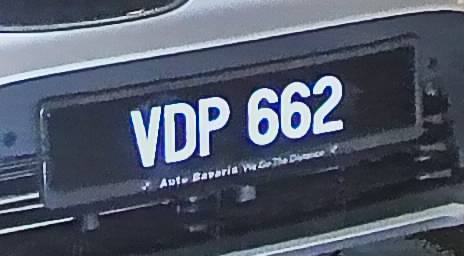 VDP 662
Auto Bavaria We Go The Distance